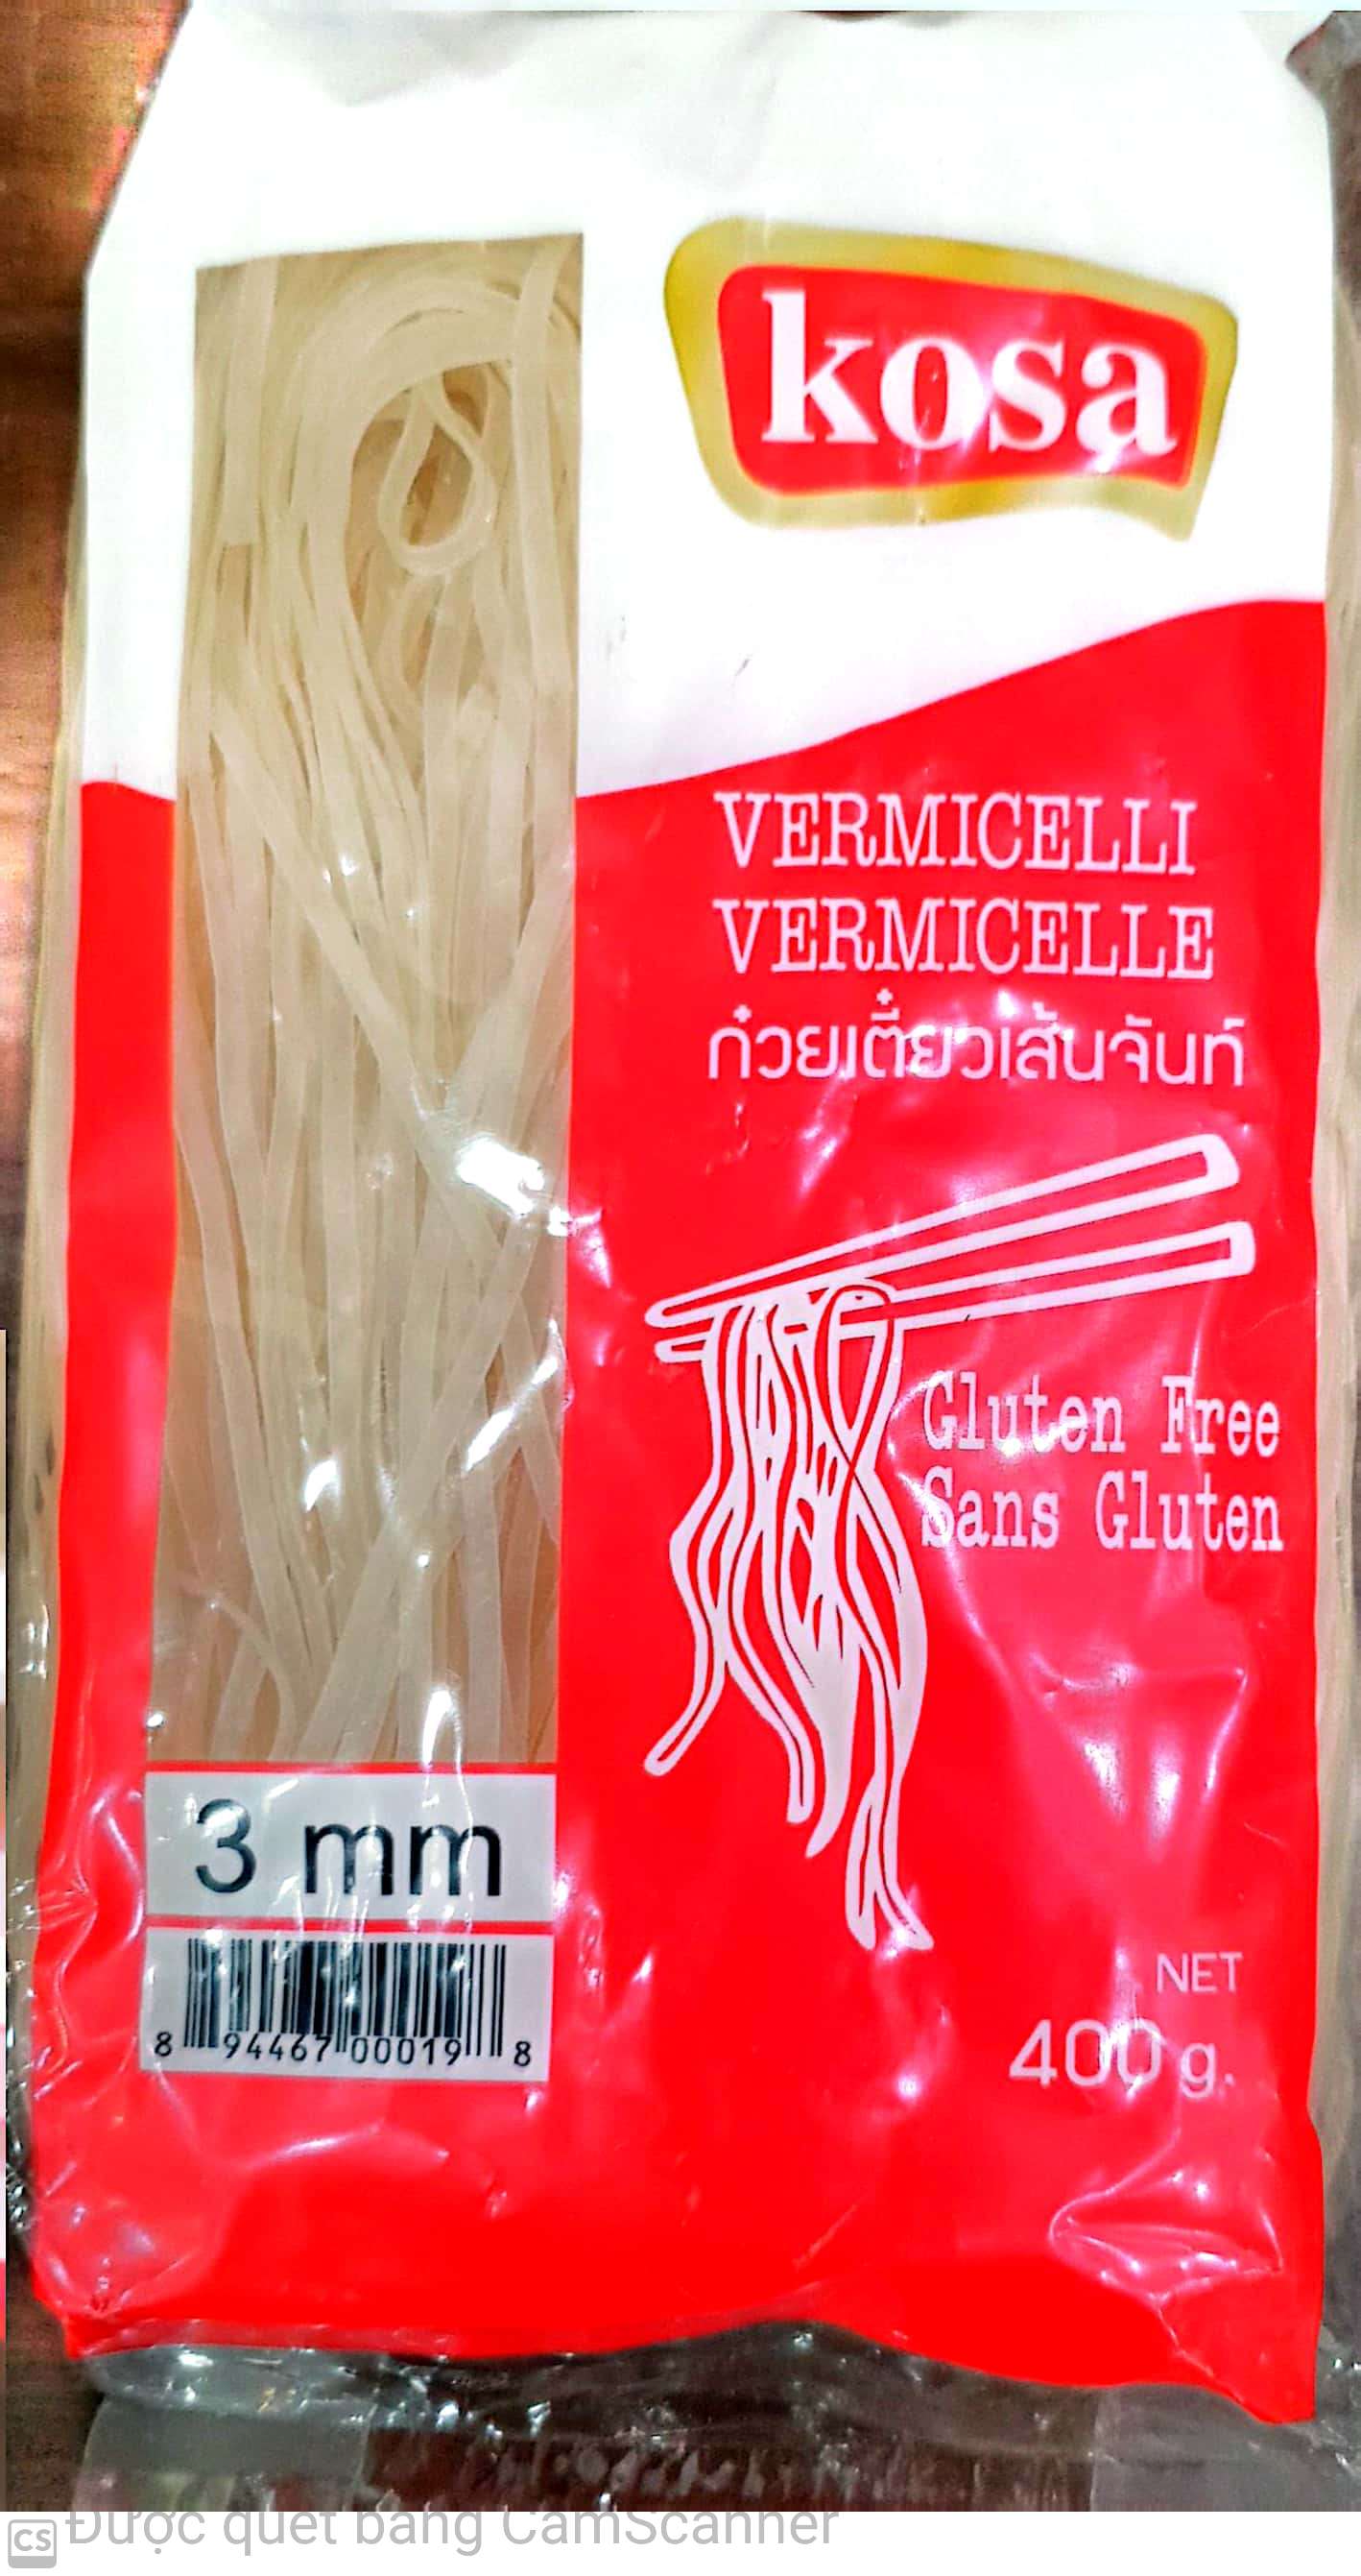 kosa
VERMICELLI
VERMICELLE
ก๋วยเตี๋ยวเส้นจันท์
Gluten Free
Sans Gluten
3 mm
8 94467 00019 8
NET
400 g.
CS Được quét bằng CamScanner